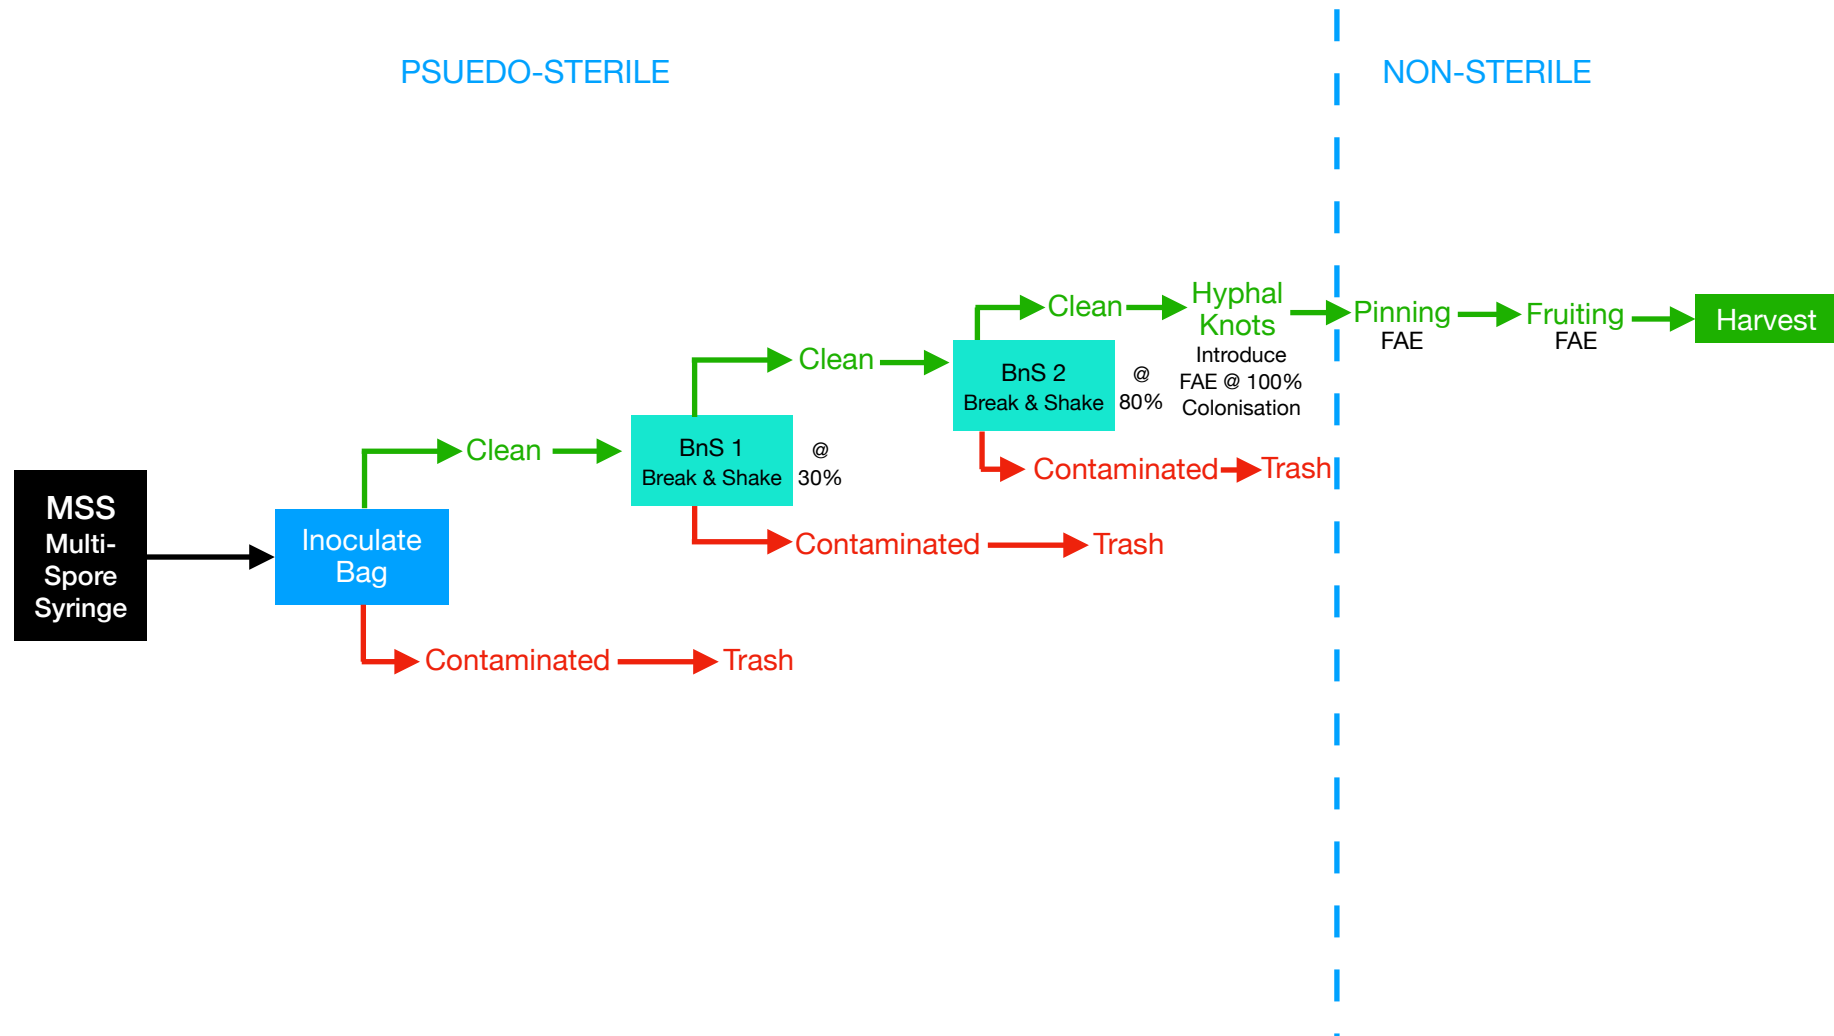 PSUEDO-STERILE
NON-STERILE
MSS
Multi-
Spore
Syringe
Inoculate
Bag
Clean
Contaminated
Trash
BnS 1
Break & Shake
@
30%
Clean
Contaminated
Trash
BnS 2
Break & Shake
@
80%
Clean
Contaminated
Trash
Hyphal
Knots
Introduce
FAE @ 100%
Colonisation
Pinning
FAE
Fruiting
FAE
Harvest